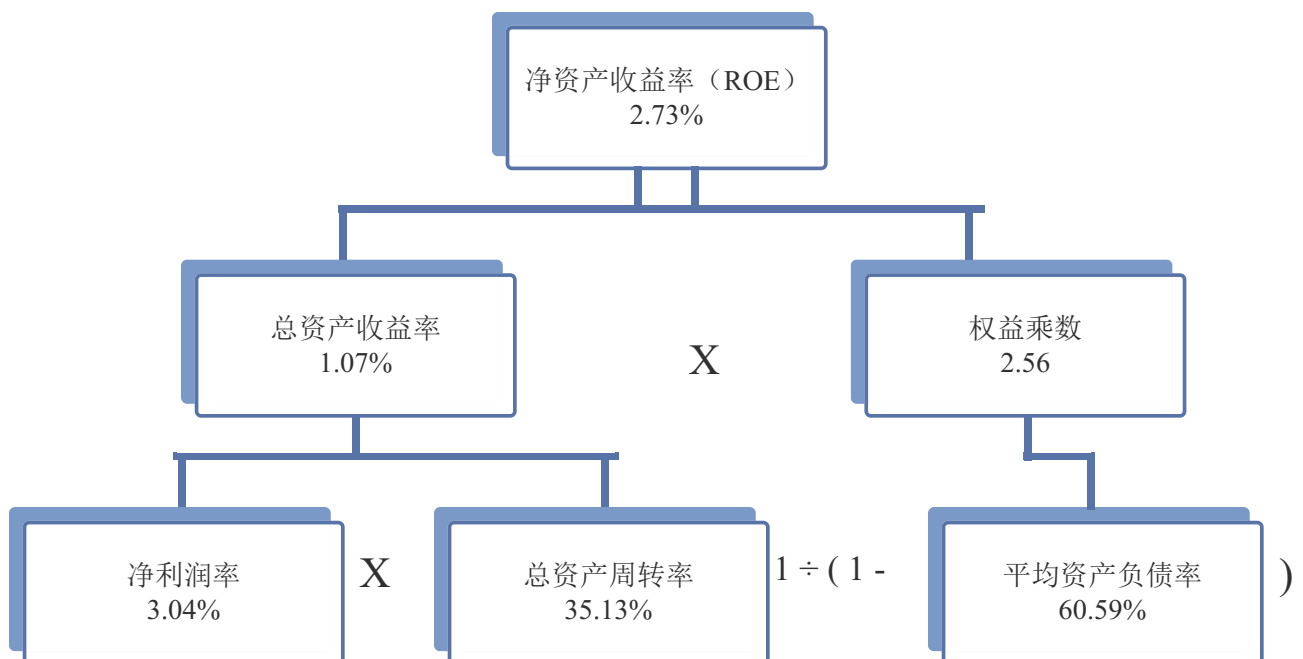 净资产收益率（ROE）
2.73%
总资产收益率
1.07%
X
权益乘数
2.56
净利润率
3.04%
X
总资产周转率
35.13%
1 ÷ ( 1 -
平均资产负债率
60.59%
)